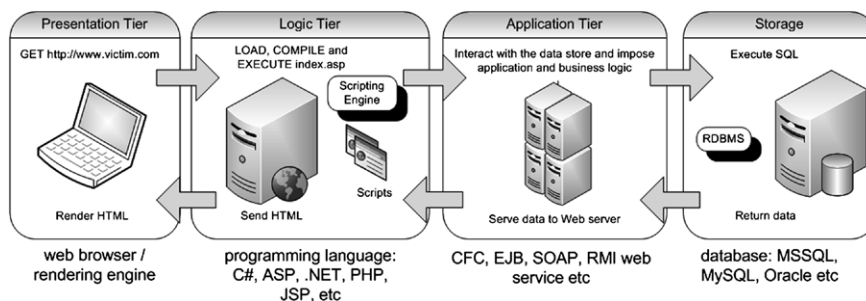 Presentation Tier
GET http://www.victim.com
Render HTML
web browser /
rendering engine
Logic Tier
LOAD, COMPILE and
EXECUTE index.asp
Scripting
Engine
Scripts
Send HTML
programming language:
C#, ASP, .NET, PHP,
JSP, etc
Application Tier
Interact with the data store and impose
application and business logic
Serve data to Web server
CFC, EJB, SOAP, RMI web
service etc
Storage
Execute SQL
RDBMS
Return data
database: MSSQL,
MySQL, Oracle etc